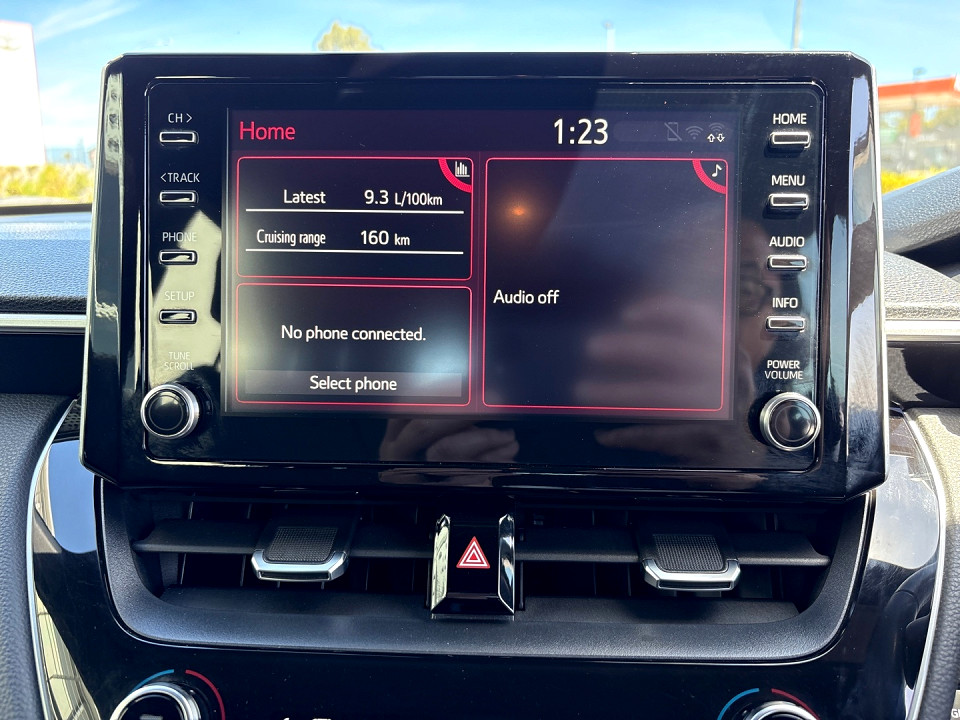 CH >
< TRACK
PHONE
SETUP
TUNE
SCROLL
Home
1:23
Latest 9.3 L/100km
Cruising range 160 km
No phone connected.
Select phone
Audio off
HOME
MENU
AUDIO
INFO
POWER
VOLUME